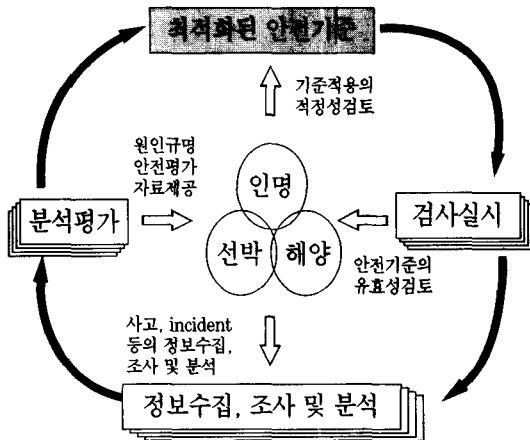 최적화된 안전기준
기준적용의
적정성검토
원인규명
안전평가
자료제공
인명
분석평가
검사실시
선박
해양
안전기준의
유효성검토
사고, incident
등의 정보수집,
조사 및 분석
정보수집, 조사 및 분석